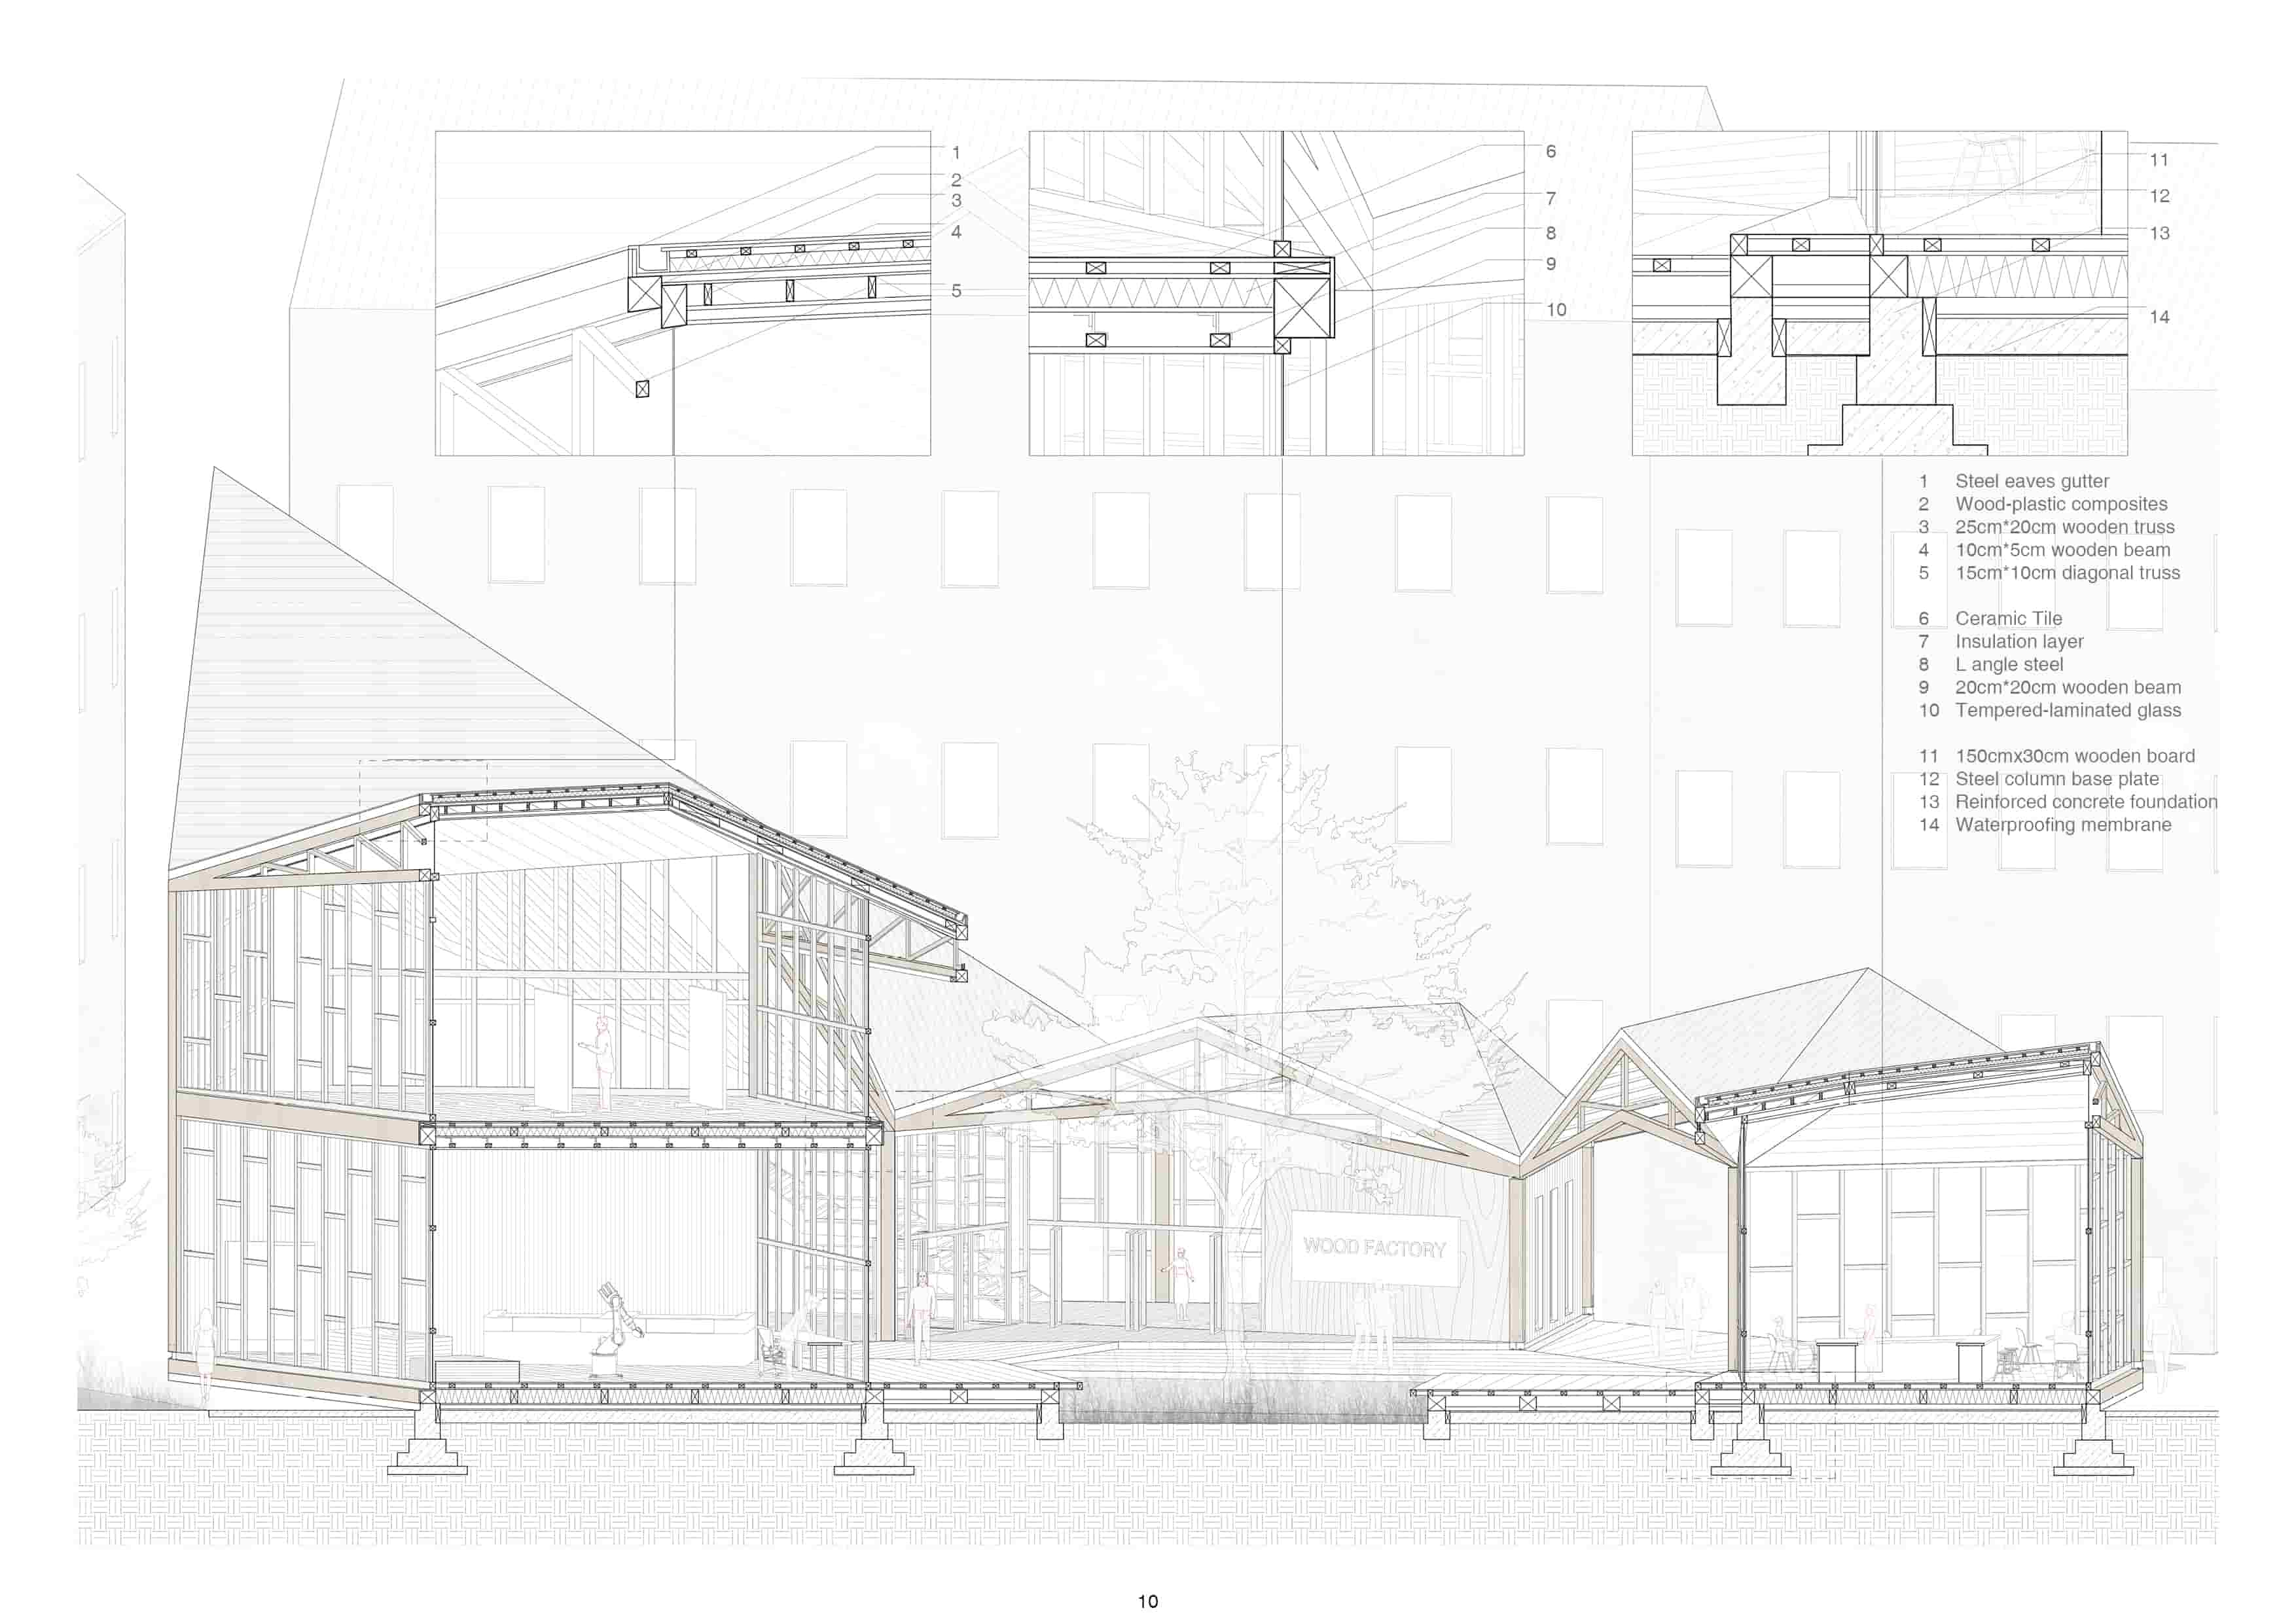 1
2
3
4
5
6
7
8
9
10
11
12
13
14
1 Steel eaves gutter
2 Wood-plastic composites
3 25cm*20cm wooden truss
4 10cm*5cm wooden beam
5 15cm*10cm diagonal truss
6 Ceramic Tile
7 Insulation layer
8 L angle steel
9 20cm*20cm wooden beam
10 Tempered-laminated glass
11 150cmx30cm wooden board
12 Steel column base plate
13 Reinforced concrete foundation
14 Waterproofing membrane
WOOD FACTORY
10